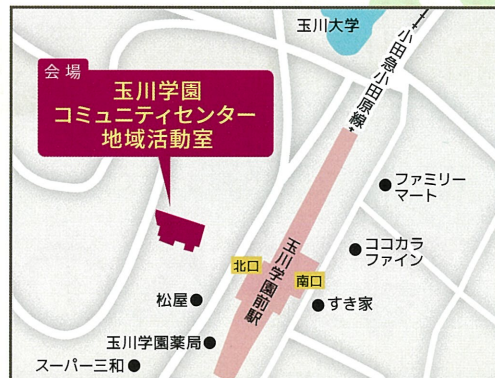 玉川大学
小田急小田原線
会場
玉川学園
コミュニティセンター
地域活動室
ファミリー
マート
ココカラ
ファイン
北口
玉川学園前駅
南口
松屋
すき家
玉川学園薬局
スーパー三和